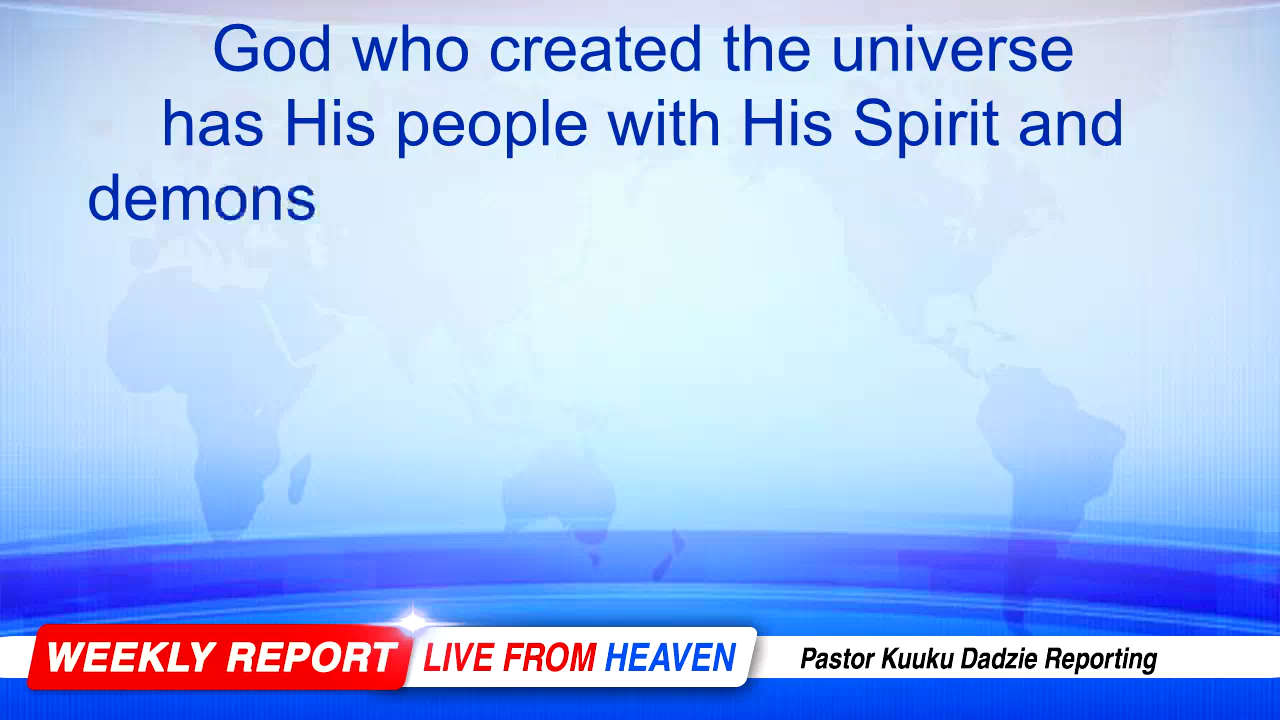 God who created the universe
has His people with His Spirit and
demons
WEEKLY REPORT LIVE FROM HEAVEN Pastor Kuuku Dadzie Reporting